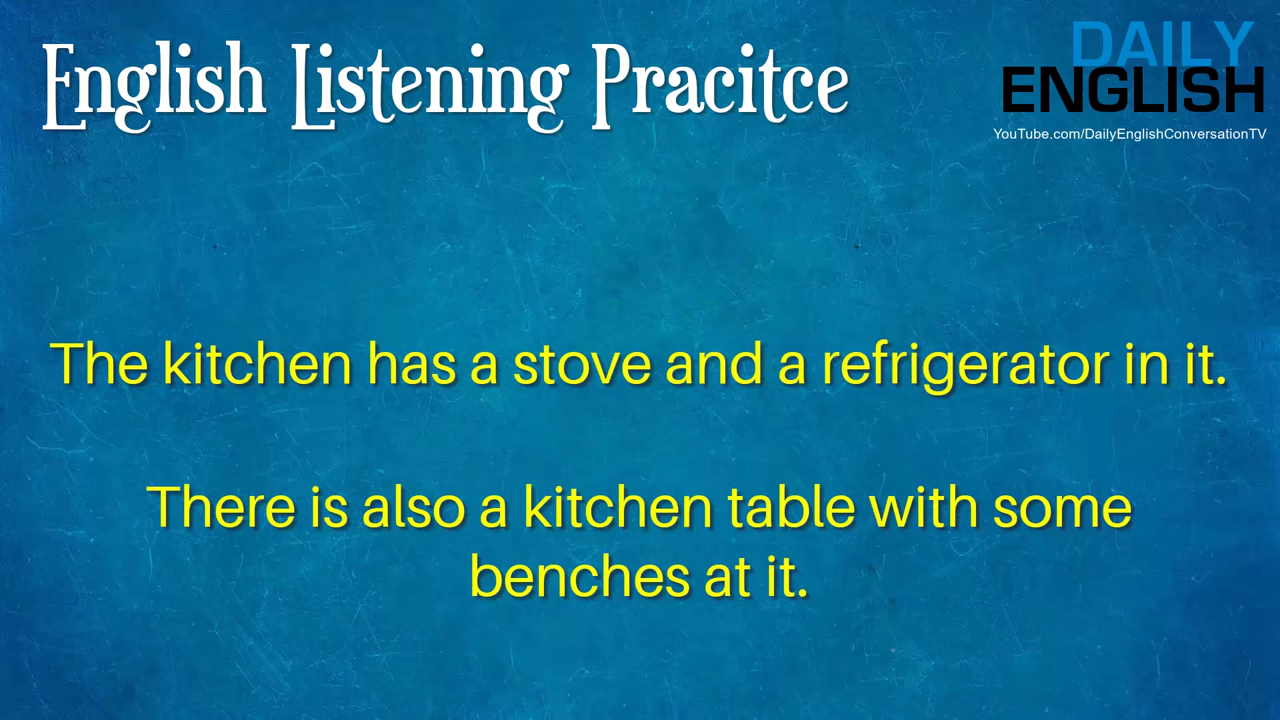 English Listening Pracitce
DAILY
ENGLISH
YouTube.com/DailyEnglishConversationTV
The kitchen has a stove and a refrigerator in it.
There is also a kitchen table with some
benches at it.